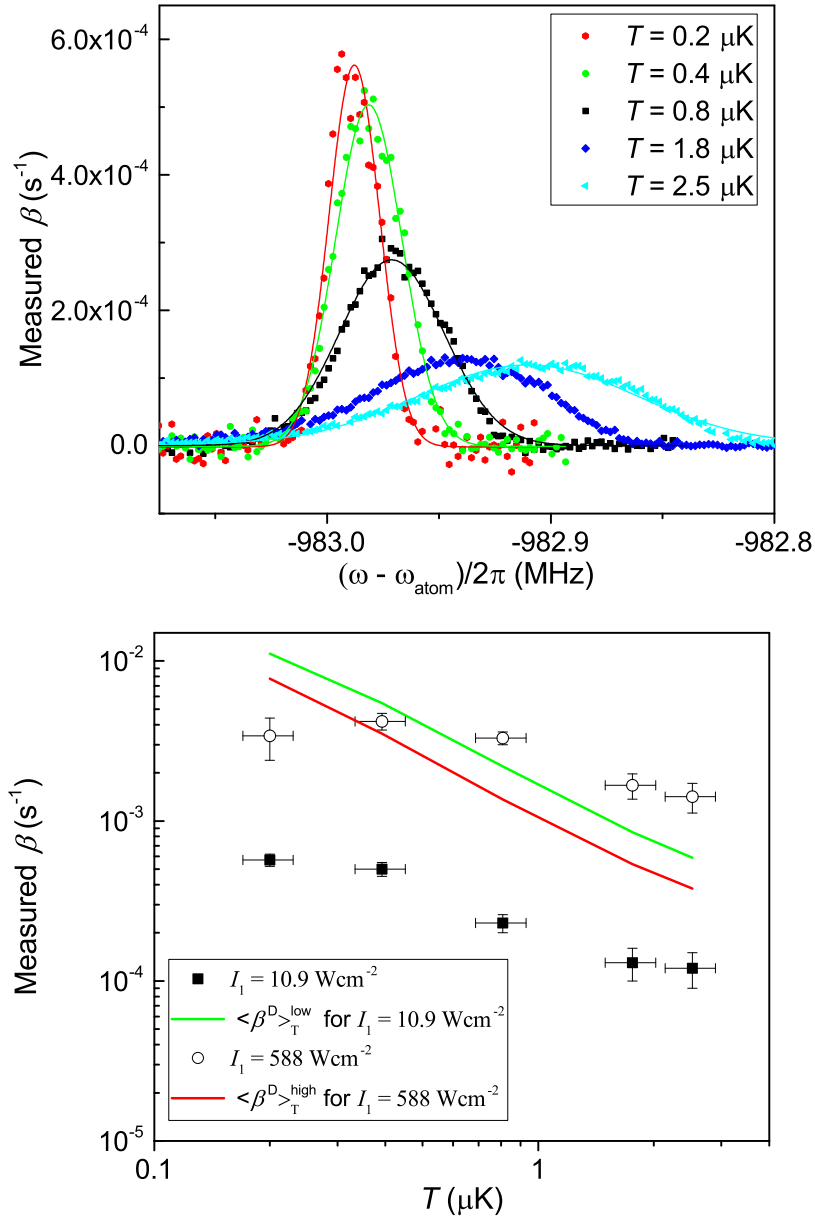 6.0x10⁻⁴
4.0x10⁻⁴
2.0x10⁻⁴
0.0
Measured β (s⁻¹)
T = 0.2 μK
T = 0.4 μK
T = 0.8 μK
T = 1.8 μK
T = 2.5 μK
-983.0
-982.9
-982.8
(ω - ω_atom)/2π (MHz)
10⁻²
10⁻³
10⁻⁴
10⁻⁵
Measured β (s⁻¹)
I₁ = 10.9 Wcm⁻²
<β^D>_T^low for I₁ = 10.9 Wcm⁻²
I₁ = 588 Wcm⁻²
<β^D>_T^high for I₁ = 588 Wcm⁻²
0.1
1
T (μK)